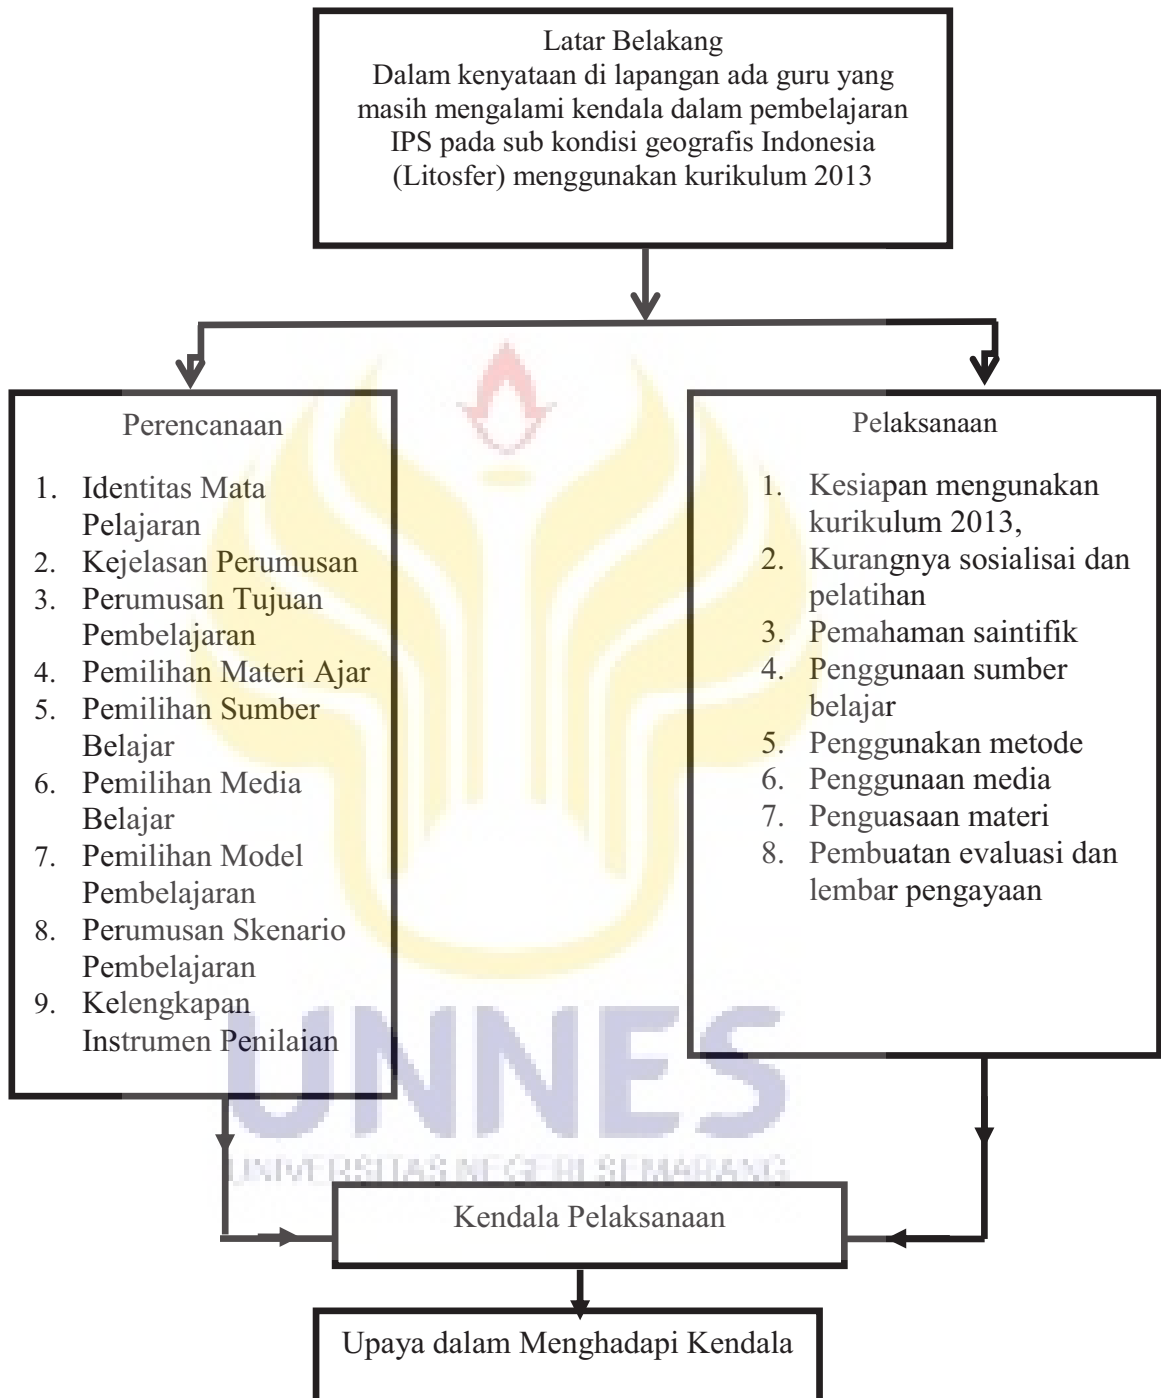 Latar Belakang
Dalam kenyataan di lapangan ada guru yang
masih mengalami kendala dalam pembelajaran
IPS pada sub kondisi geografis Indonesia
(Litosfer) menggunakan kurikulum 2013
Perencanaan
1. Identitas Mata
Pelajaran
2. Kejelasan Perumusan
3. Perumusan Tujuan
Pembelajaran
4. Pemilihan Materi Ajar
5. Pemilihan Sumber
Belajar
6. Pemilihan Media
Belajar
7. Pemilihan Model
Pembelajaran
8. Perumusan Skenario
Pembelajaran
9. Kelengkapan
Instrumen Penilaian
Pelaksanaan
1. Kesiapan mengunakan
kurikulum 2013,
2. Kurangnya sosialisai dan
pelatihan
3. Pemahaman saintifik
4. Penggunaan sumber
belajar
5. Penggunakan metode
6. Penggunaan media
7. Penguasaan materi
8. Pembuatan evaluasi dan
lembar pengayaan
UNNES
UNIVERSITAS NEGERI SEMARANG
Kendala Pelaksanaan
Upaya dalam Menghadapi Kendala